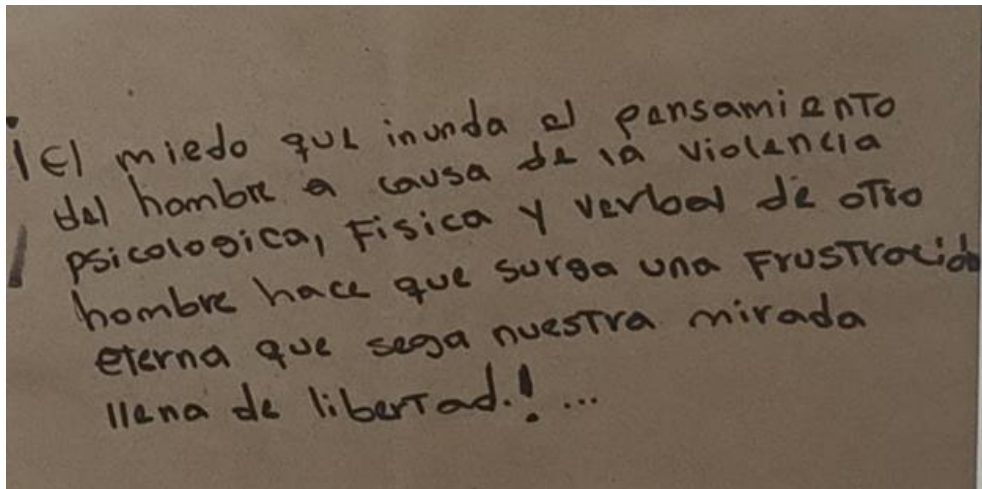 ¡El miedo que inunda el pensamiento
del hombre a causa de la violencia
psicologica, Fisica y verbal de otro
hombre hace que surga una Frustració
eterna que sega nuestra mirada
llena de libertad.! ...